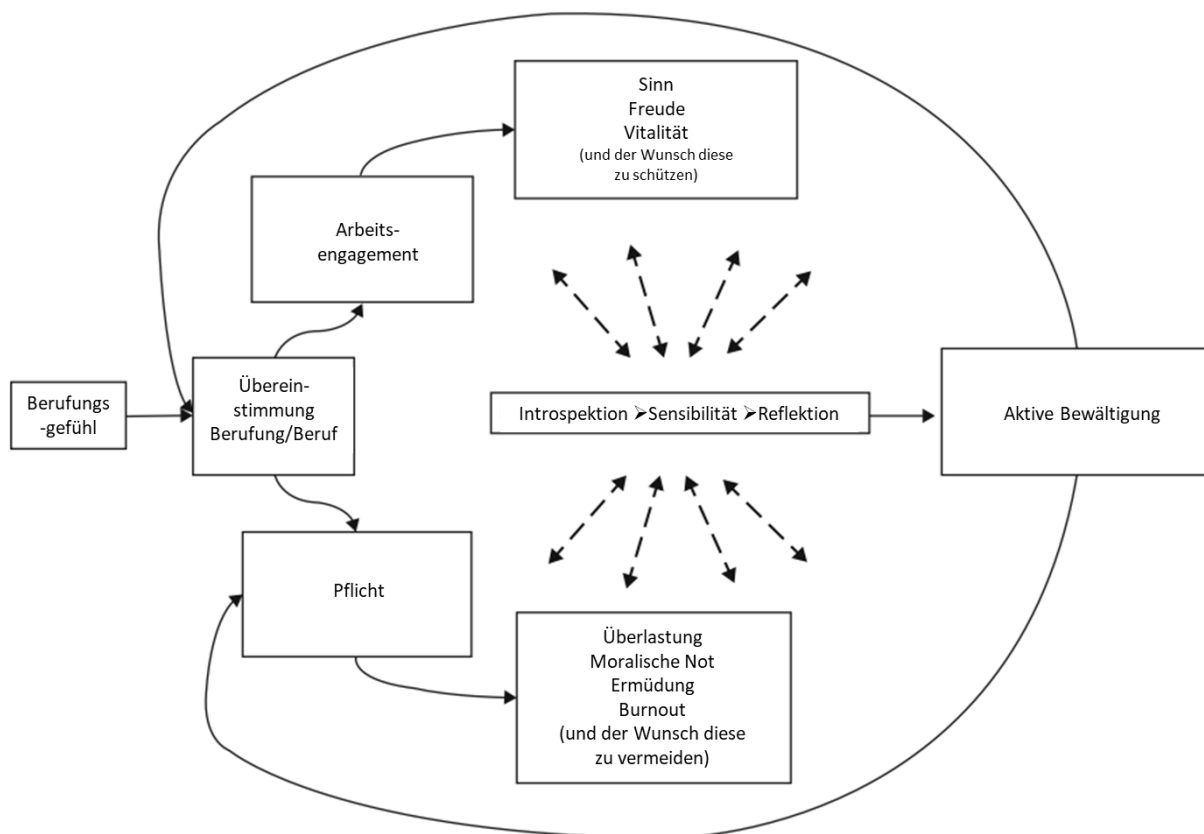 Sinn
Freude
Vitalität
(und der Wunsch diese
zu schützen)
Arbeits-
engagement
Berufungs
-gefühl
Überein-
stimmung
Berufung/Beruf
Introspektion ➢Sensibilität ➢Reflektion
Aktive Bewältigung
Pflicht
Überlastung
Moralische Not
Ermüdung
Burnout
(und der Wunsch diese
zu vermeiden)